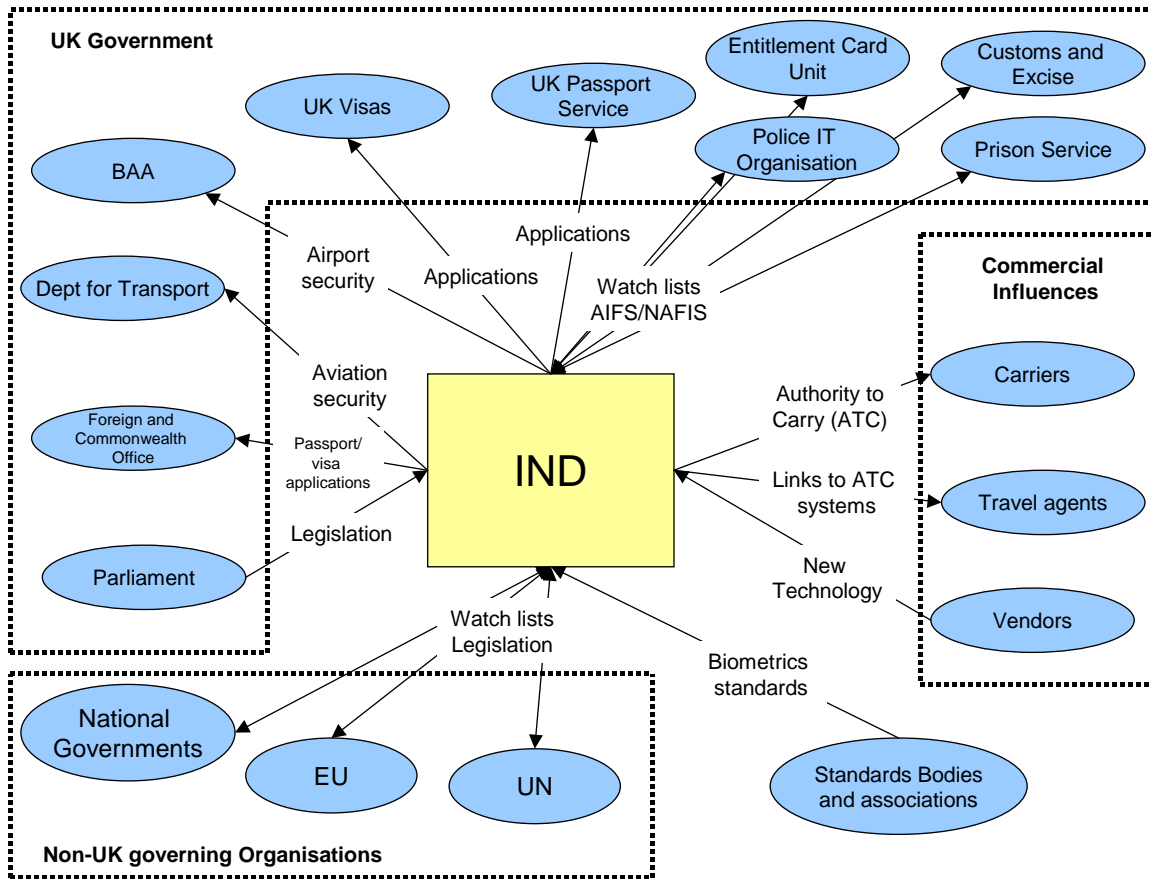 UK Government
Entitlement Card
Unit
Customs and
Excise
UK Visas
UK Passport
Service
Police IT
Organisation
Prison Service
BAA
Airport
security
Applications
Applications
Watch lists
AIFS/NAFIS
Commercial
Influences
Dept for Transport
Aviation
security
IND
Authority to
Carry (ATC)
Carriers
Foreign and
Commonwealth
Office
Passport/
visa
applications
Links to ATC
systems
Travel agents
Legislation
Parliament
New
Technology
Vendors
Watch lists
Legislation
Biometrics
standards
National
Governments
EU
UN
Standards Bodies
and associations
Non-UK governing Organisations